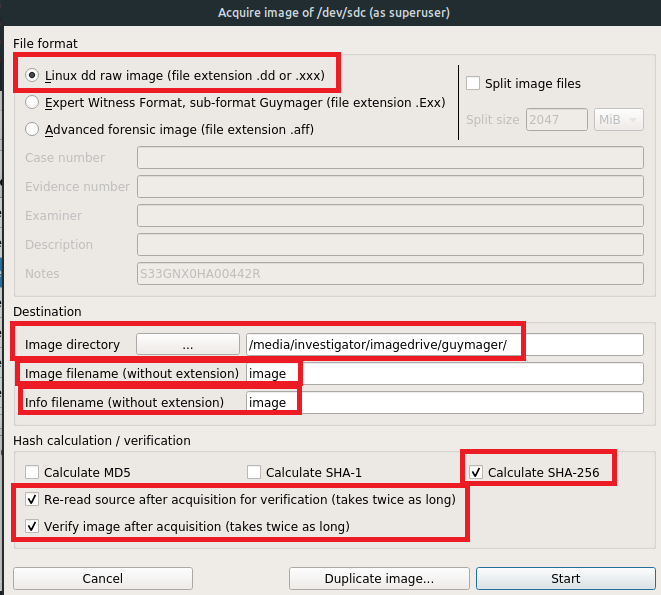 Acquire image of /dev/sdc (as superuser)
File format
Linux dd raw image (file extension .dd or .xxx)
Expert Witness Format, sub-format Guymager (file extension .Exx)
Advanced forensic image (file extension .aff)
Split image files
Split size 2047 MiB
Case number
Evidence number
Examiner
Description
Notes S33GNX0HA00442R
Destination
Image directory ... /media/investigator/imagedrive/guymager/
Image filename (without extension) image
Info filename (without extension) image
Hash calculation / verification
Calculate MD5 Calculate SHA-1 Calculate SHA-256
Re-read source after acquisition for verification (takes twice as long)
Verify image after acquisition (takes twice as long)
Cancel Duplicate image... Start